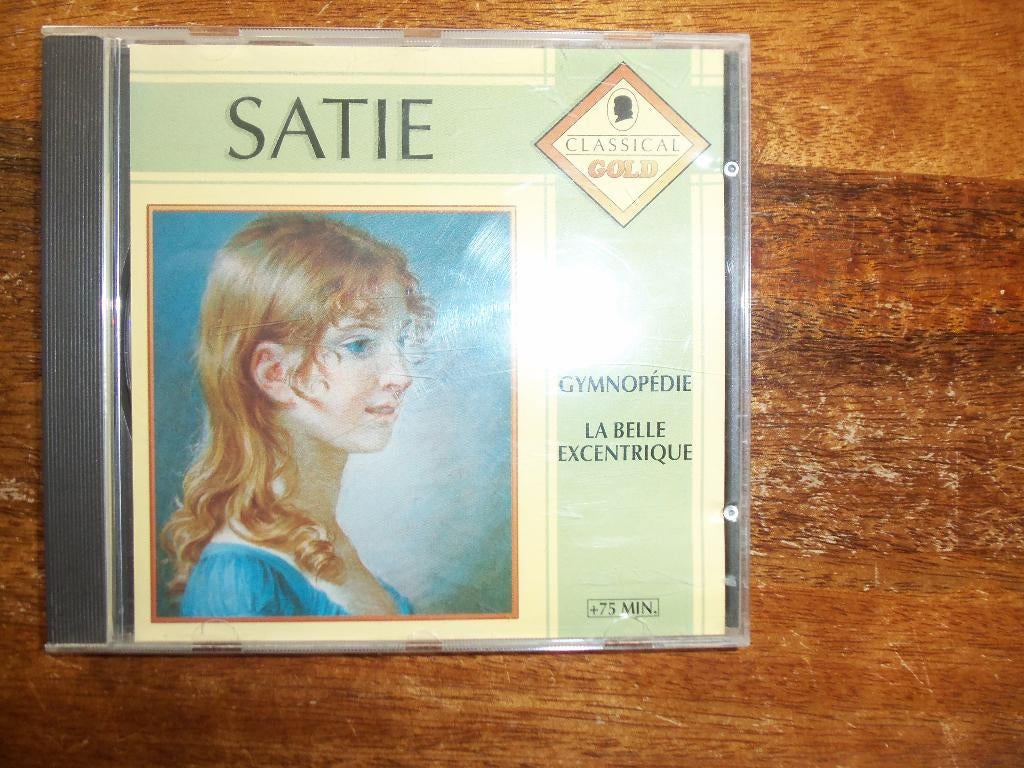 SATIE
CLASSICAL
GOLD
GYMNOPÉDIE
LA BELLE
EXCENTRIQUE
+75 MIN.